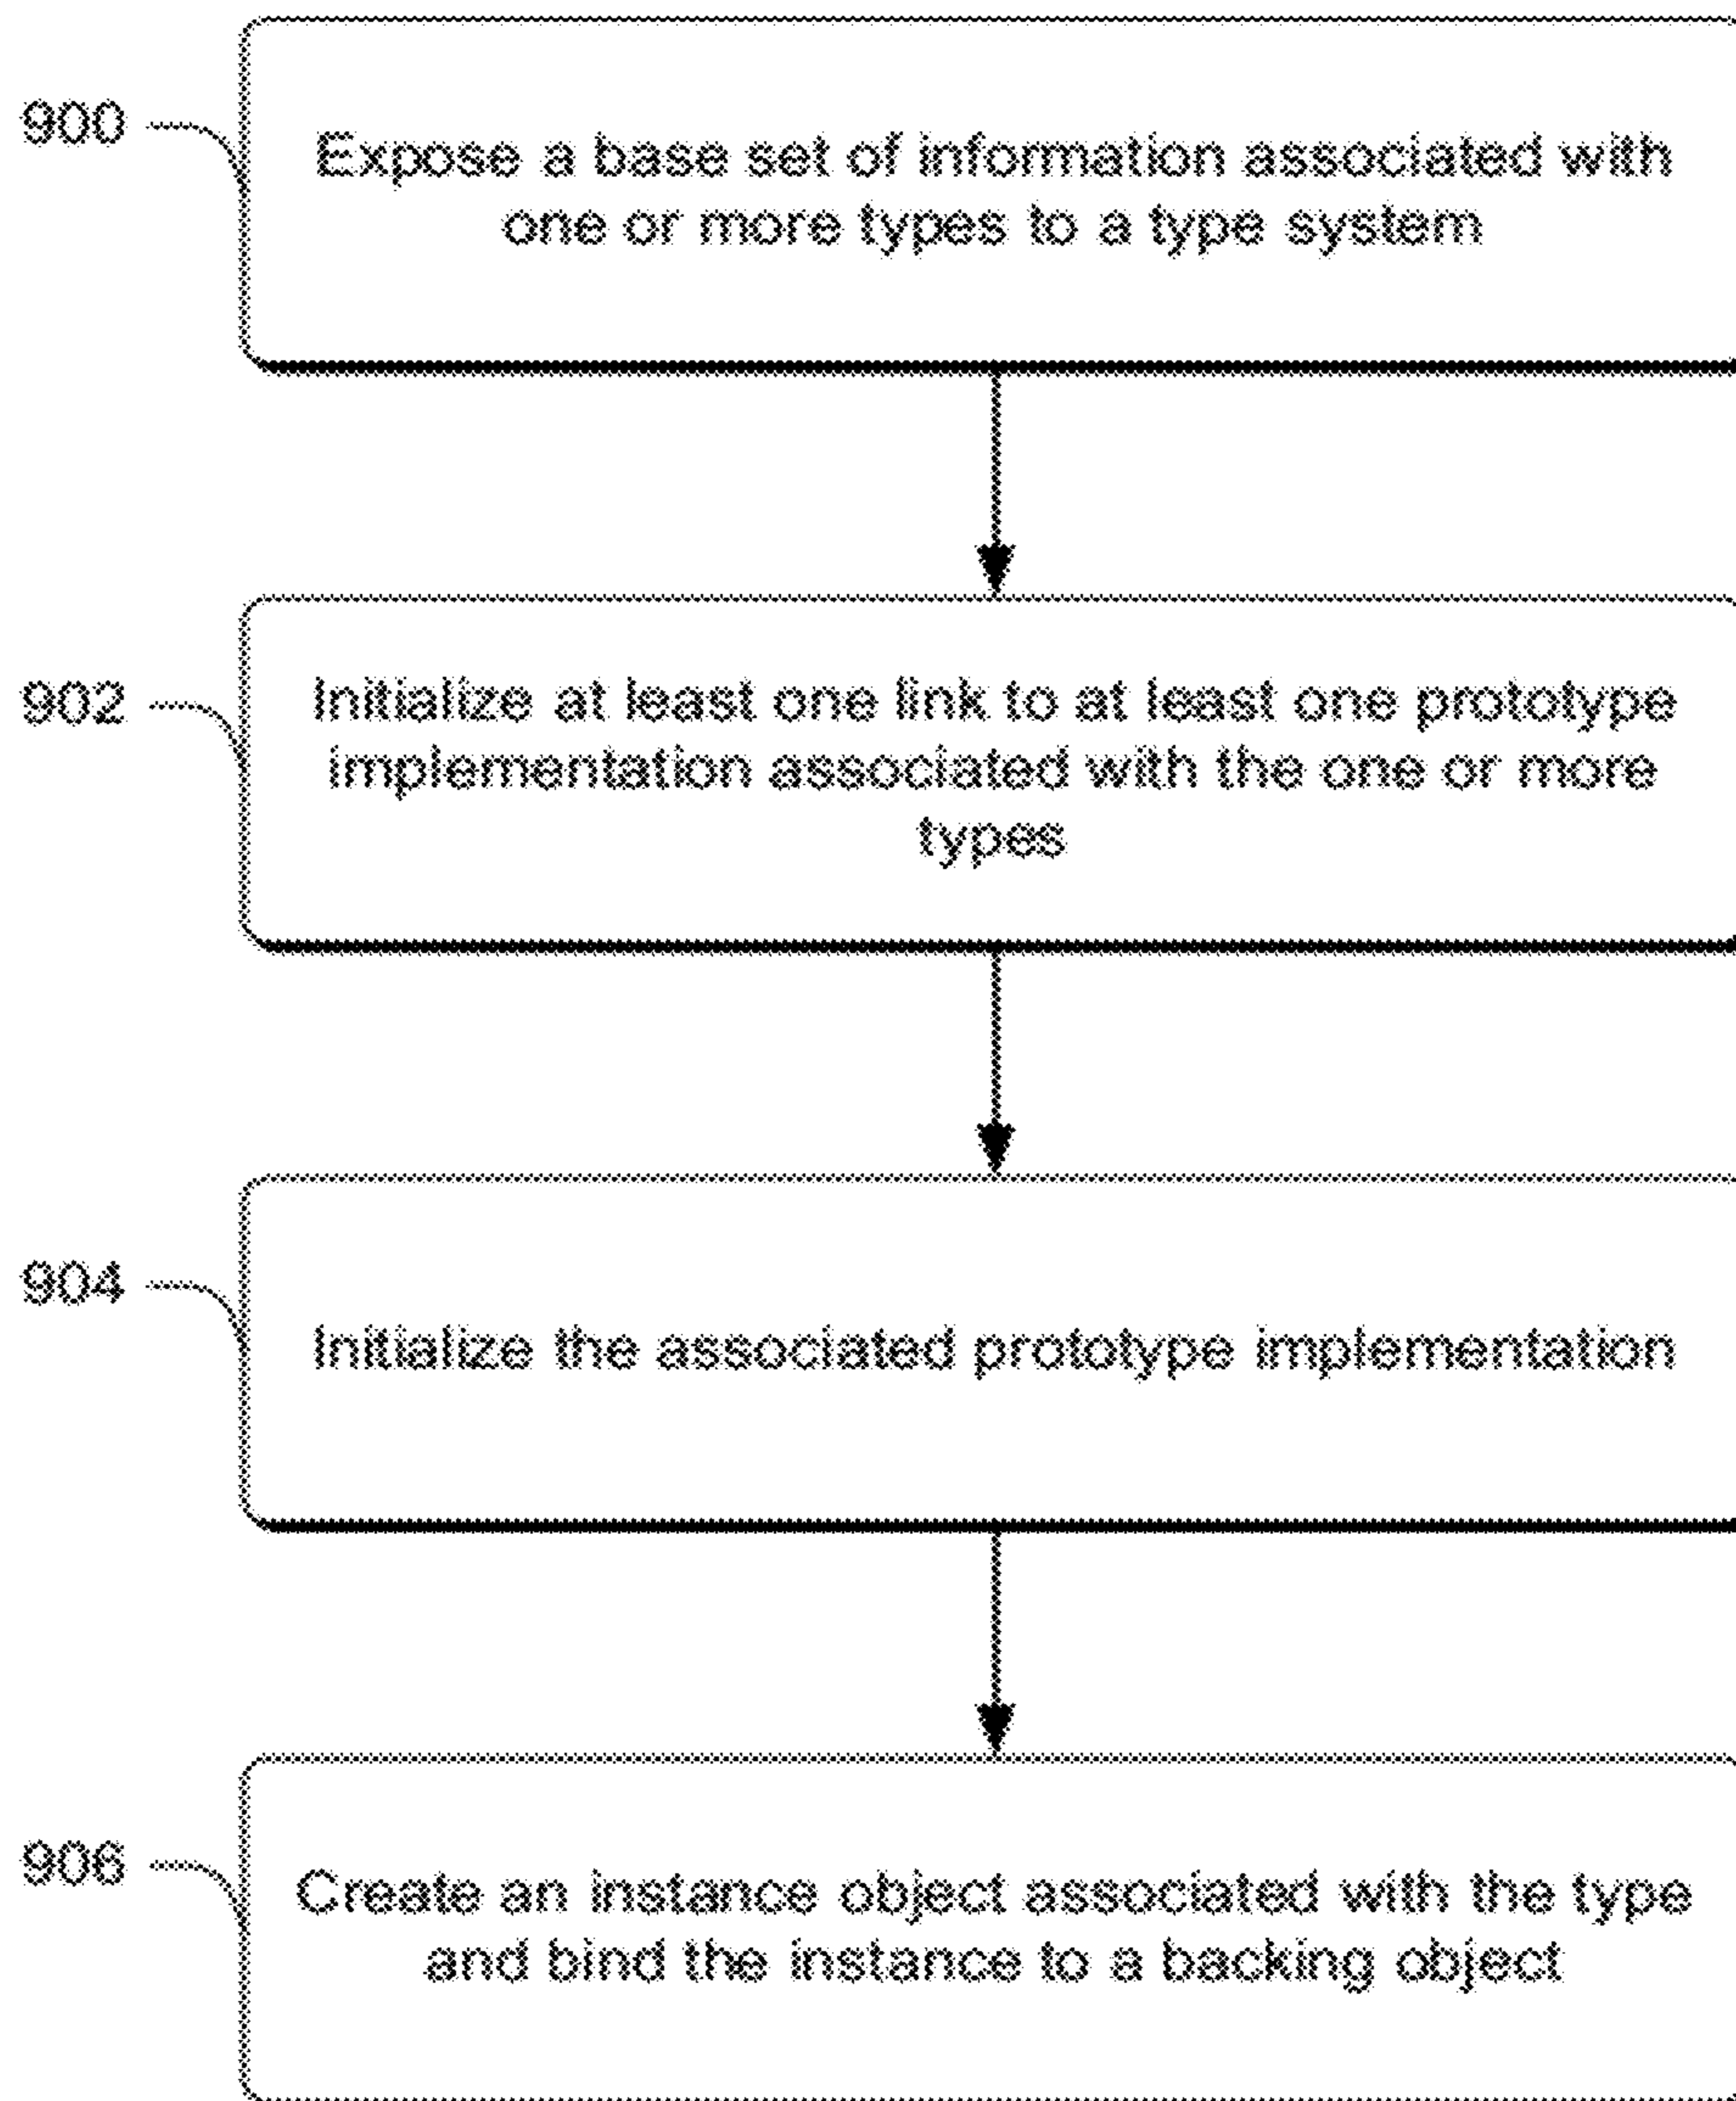 900
Expose a base set of information associated with
one or more types to a type system
902
Initialize at least one link to at least one prototype
implementation associated with the one or more
types
904
Initialize the associated prototype implementation
906
Create an instance object associated with the type
and bind the instance to a backing object